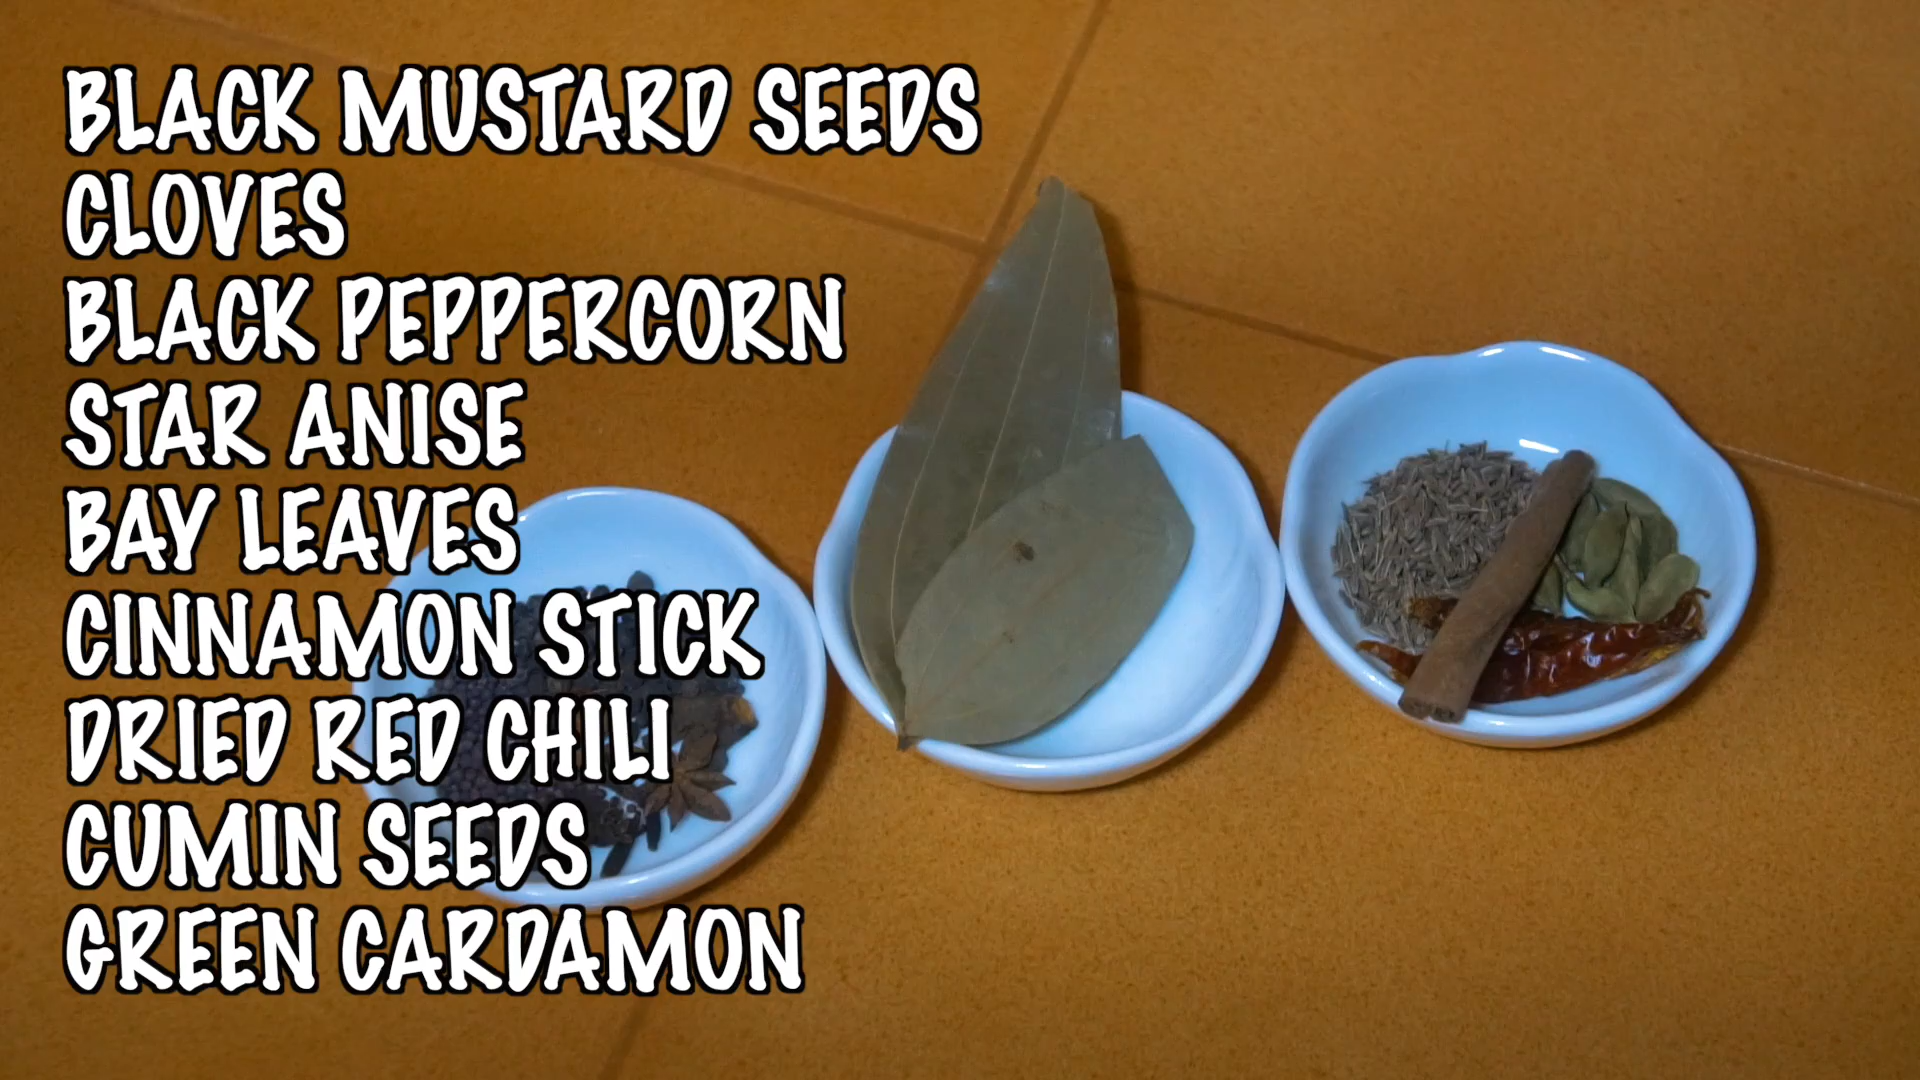 BLACK MUSTARD SEEDS
CLOVES
BLACK PEPPERCORN
STAR ANISE
BAY LEAVES
CINNAMON STICK
DRIED RED CHILI
CUMIN SEEDS
GREEN CARDAMON